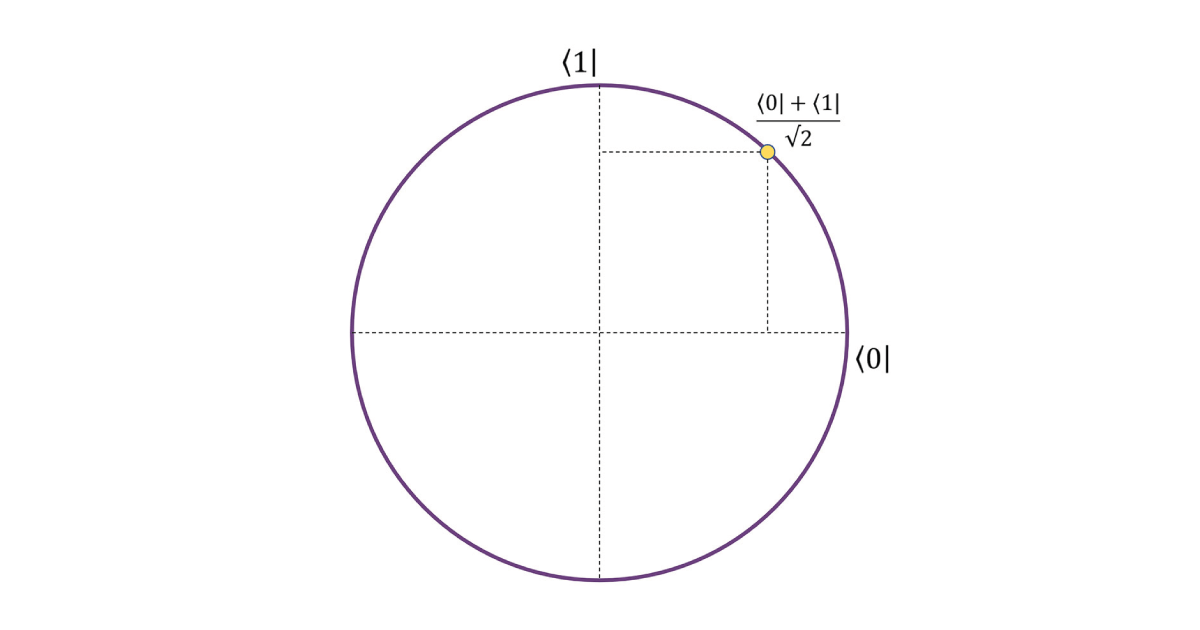 ⟨1|
⟨0| + ⟨1|
√2
⟨0|